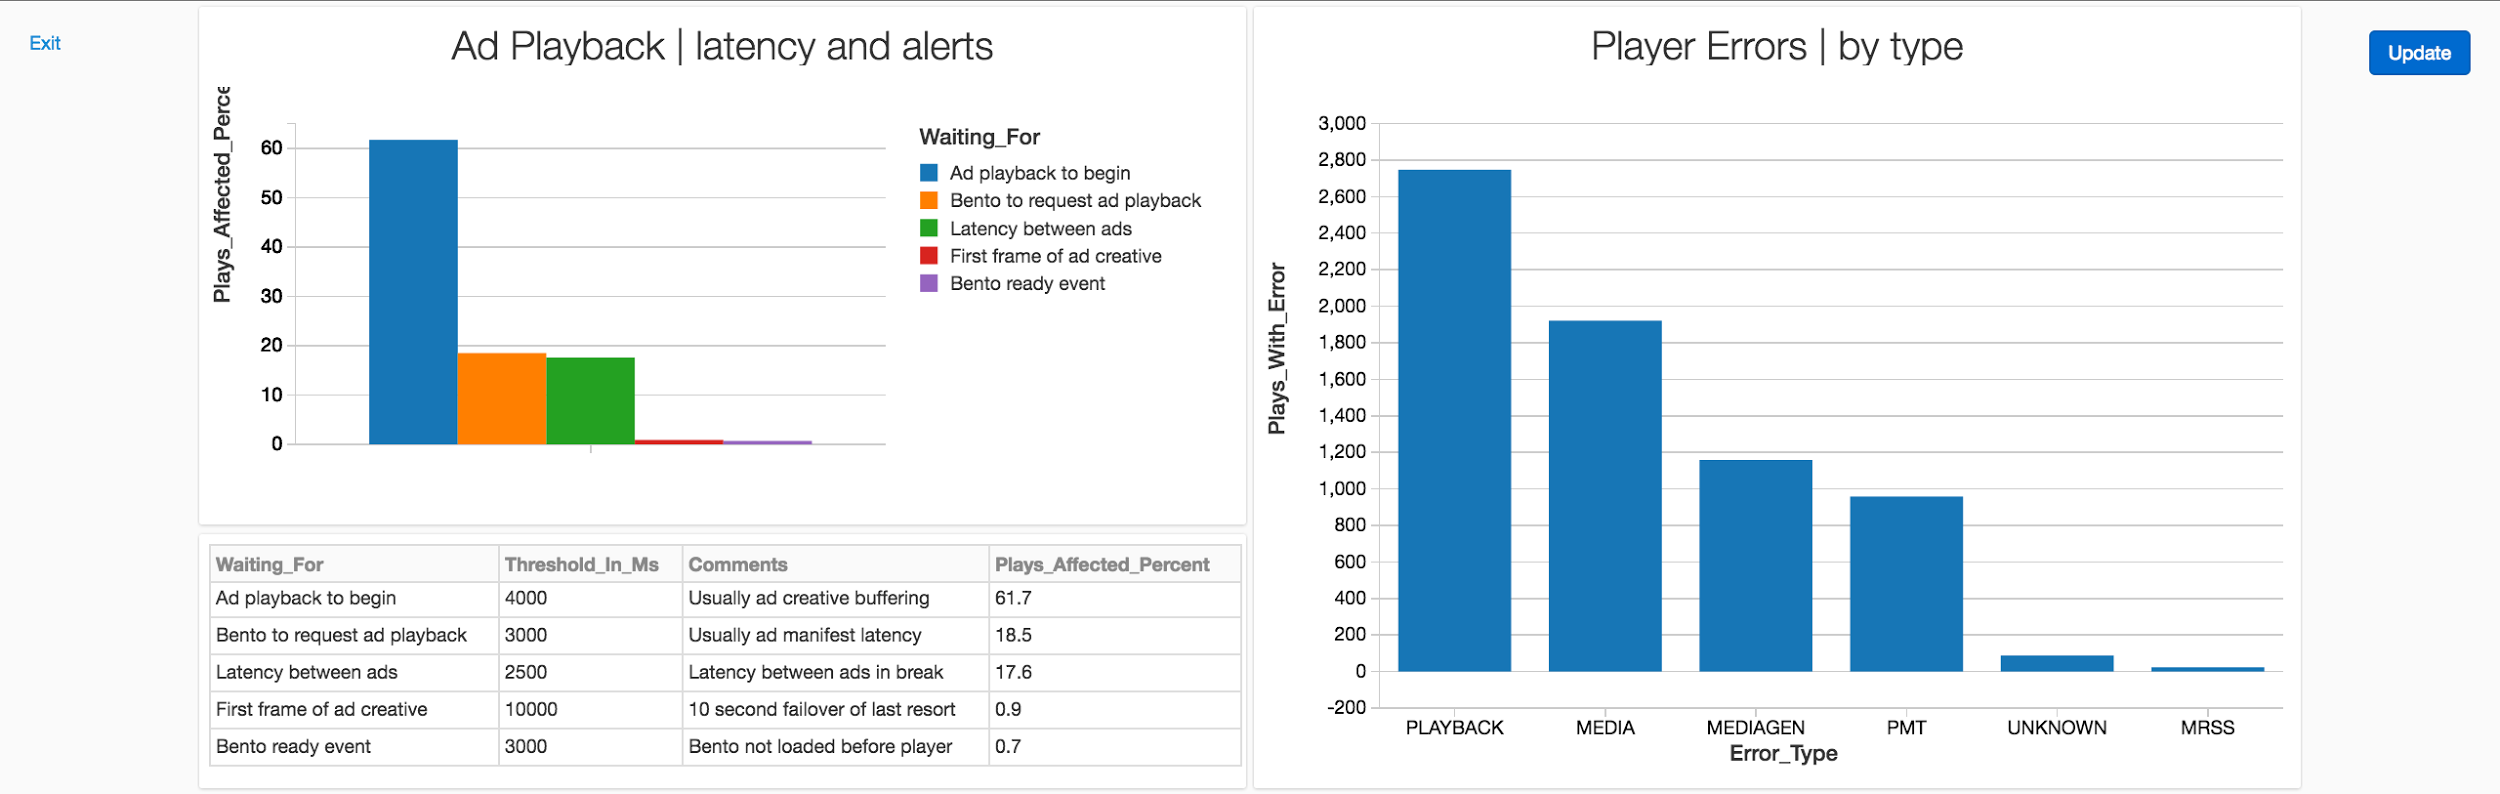 Exit
Ad Playback | latency and alerts
Plays_Affected_Perce
60
50
40
30
20
10
0
Waiting_For
Ad playback to begin
Bento to request ad playback
Latency between ads
First frame of ad creative
Bento ready event
Waiting_For Threshold_In_Ms Comments Plays_Affected_Percent
Ad playback to begin 4000 Usually ad creative buffering 61.7
Bento to request ad playback 3000 Usually ad manifest latency 18.5
Latency between ads 2500 Latency between ads in break 17.6
First frame of ad creative 10000 10 second failover of last resort 0.9
Bento ready event 3000 Bento not loaded before player 0.7
Player Errors | by type
Update
Plays_With_Error
3,000
2,800
2,600
2,400
2,200
2,000
1,800
1,600
1,400
1,200
1,000
800
600
400
200
0
-200
PLAYBACK MEDIA MEDIAGEN PMT UNKNOWN MRSS
Error_Type